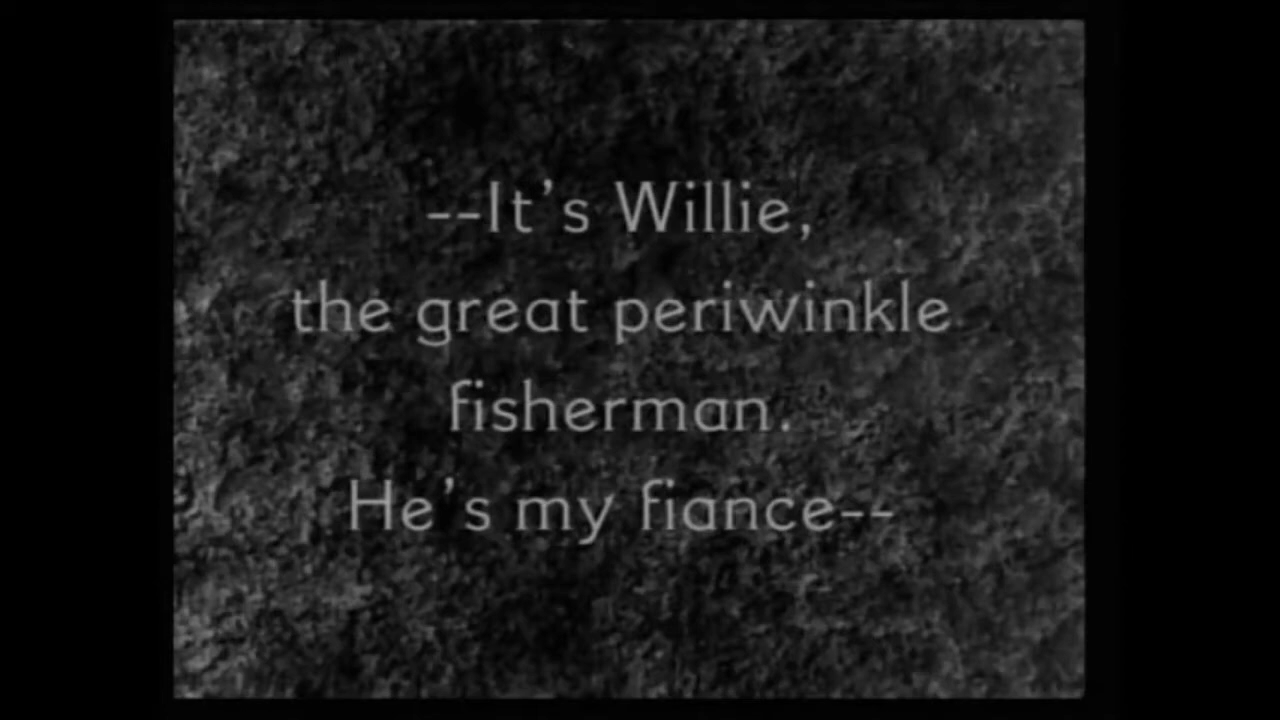 --It's Willie,
the great periwinkle
fisherman.
He's my fiance--